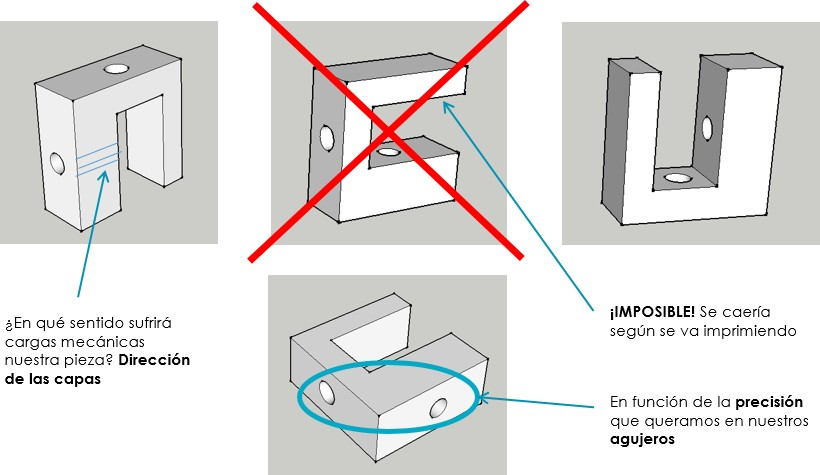 ¿En qué sentido sufrirá
cargas mecánicas
nuestra pieza? Dirección
de las capas
¡IMPOSIBLE! Se caería
según se va imprimiendo
En función de la precisión
que queramos en nuestros
agujeros